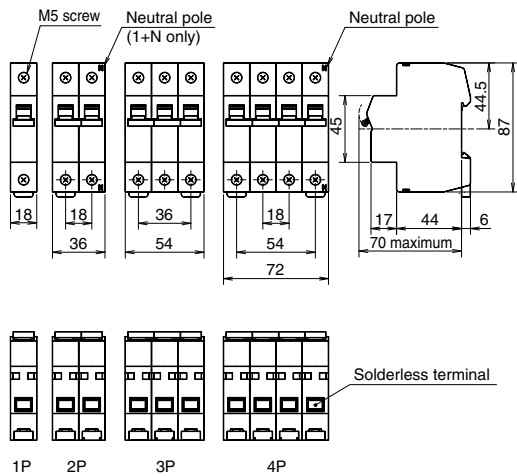 M5 screw
Neutral pole
(1+N only)
Neutral pole
N
N
N
N
45
44.5
87
18
18
36
18
17
44
6
36
54
54
70 maximum
72
Solderless terminal
1P
2P
3P
4P